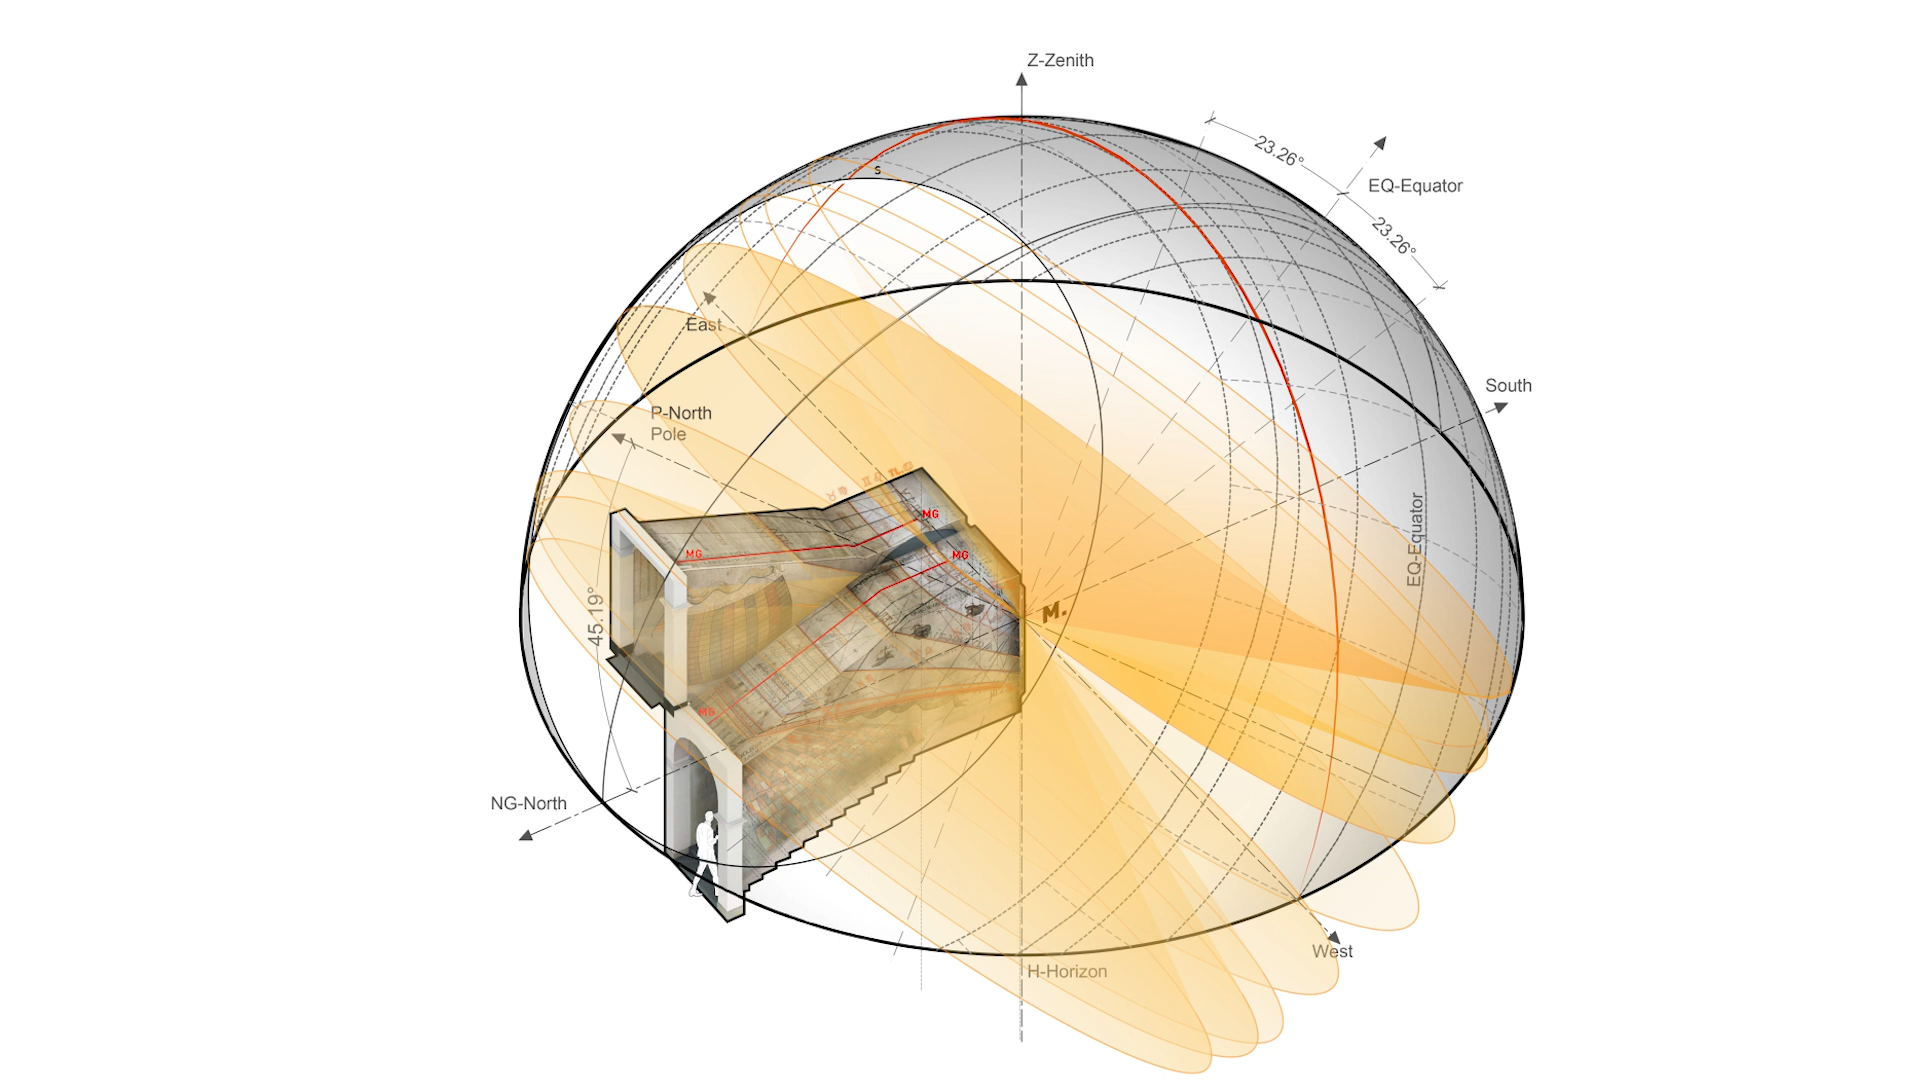 Z-Zenith
23.26°
EQ-Equator
S
23.26°
East
South
P-North
Pole
MG
EQ-Equator
MG
MG
45.19°
M.
MG
NG-North
West
H-Horizon